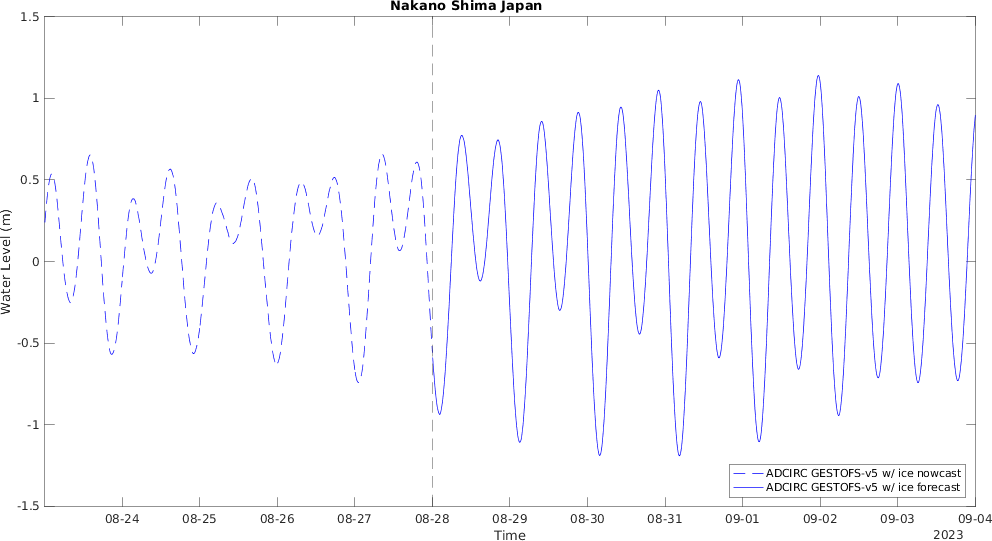 Nakano Shima Japan
1.5
1
0.5
0
-0.5
-1
-1.5
Water Level (m)
ADCIRC GESTOFS-v5 w/ ice nowcast
ADCIRC GESTOFS-v5 w/ ice forecast
08-24 08-25 08-26 08-27 08-28 08-29 08-30 08-31 09-01 09-02 09-03 09-04
Time
2023